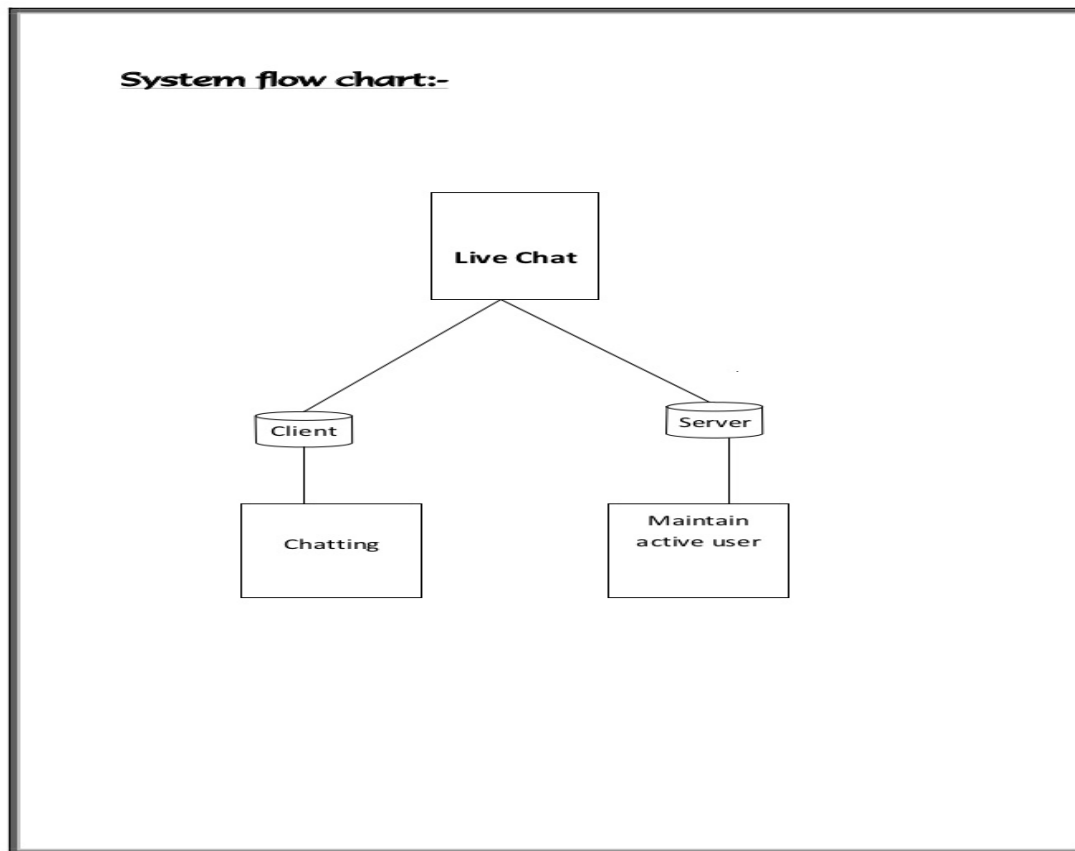 System flow chart:-
Live Chat
Client
Server
Chatting
Maintain
active user